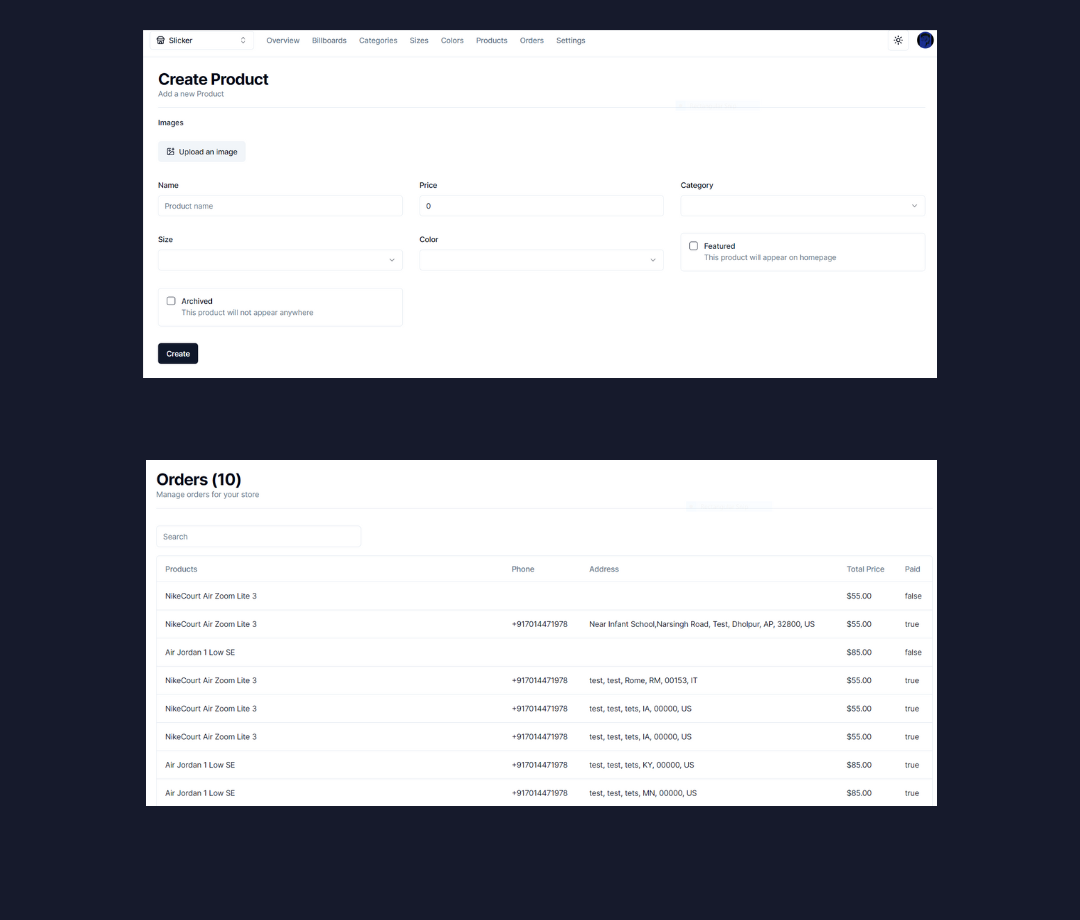 Slicker Overview Billboards Categories Sizes Colors Products Orders Settings
Create Product
Add a new Product
Images
Upload an image
Name Price Category
Product name 0
Size Color
Featured
This product will appear on homepage
Archived
This product will not appear anywhere
Create
Orders (10)
Manage orders for your store
Search
Products Phone Address Total Price Paid
NikeCourt Air Zoom Lite 3 $55.00 false
NikeCourt Air Zoom Lite 3 +917014471978 Near Infant School,Narsingh Road, Test, Dholpur, AP, 32800, US $55.00 true
Air Jordan 1 Low SE $85.00 false
NikeCourt Air Zoom Lite 3 +917014471978 test, test, Rome, RM, 00153, IT $55.00 true
NikeCourt Air Zoom Lite 3 +917014471978 test, test, tets, IA, 00000, US $55.00 true
NikeCourt Air Zoom Lite 3 +917014471978 test, test, tets, IA, 00000, US $55.00 true
Air Jordan 1 Low SE +917014471978 test, test, tets, KY, 00000, US $85.00 true
Air Jordan 1 Low SE +917014471978 test, test, tets, MN, 00000, US $85.00 true